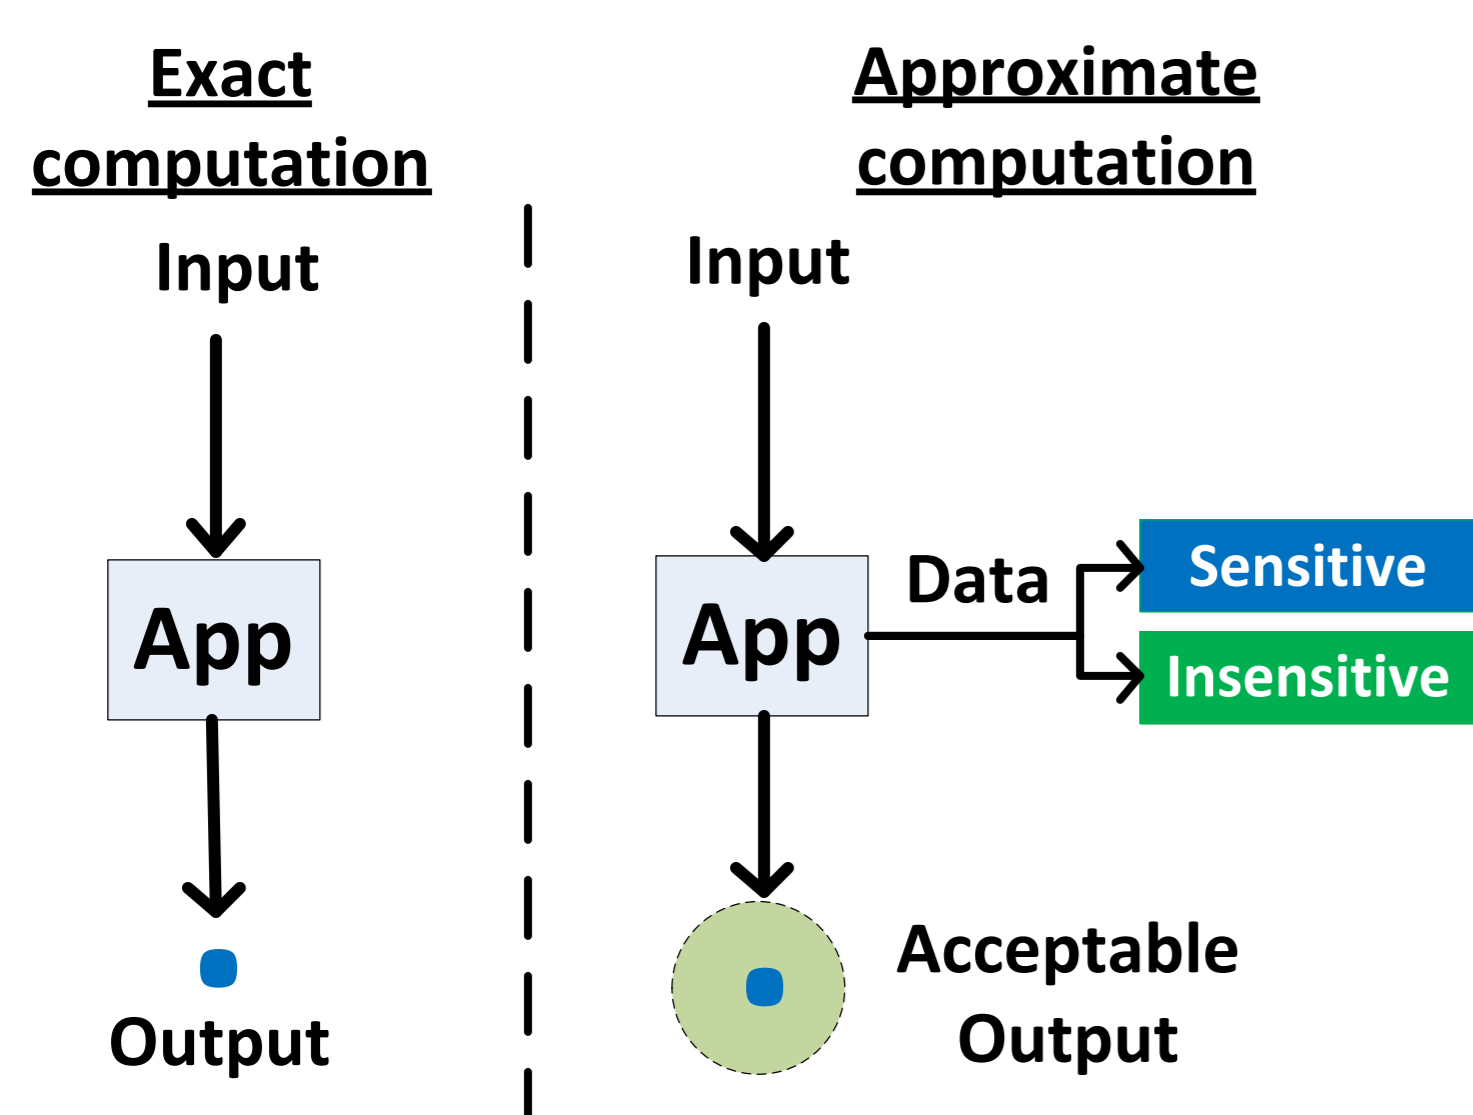 Exact
computation
Input
App
Output
Approximate
computation
Input
App
Data
Sensitive
Insensitive
Acceptable
Output